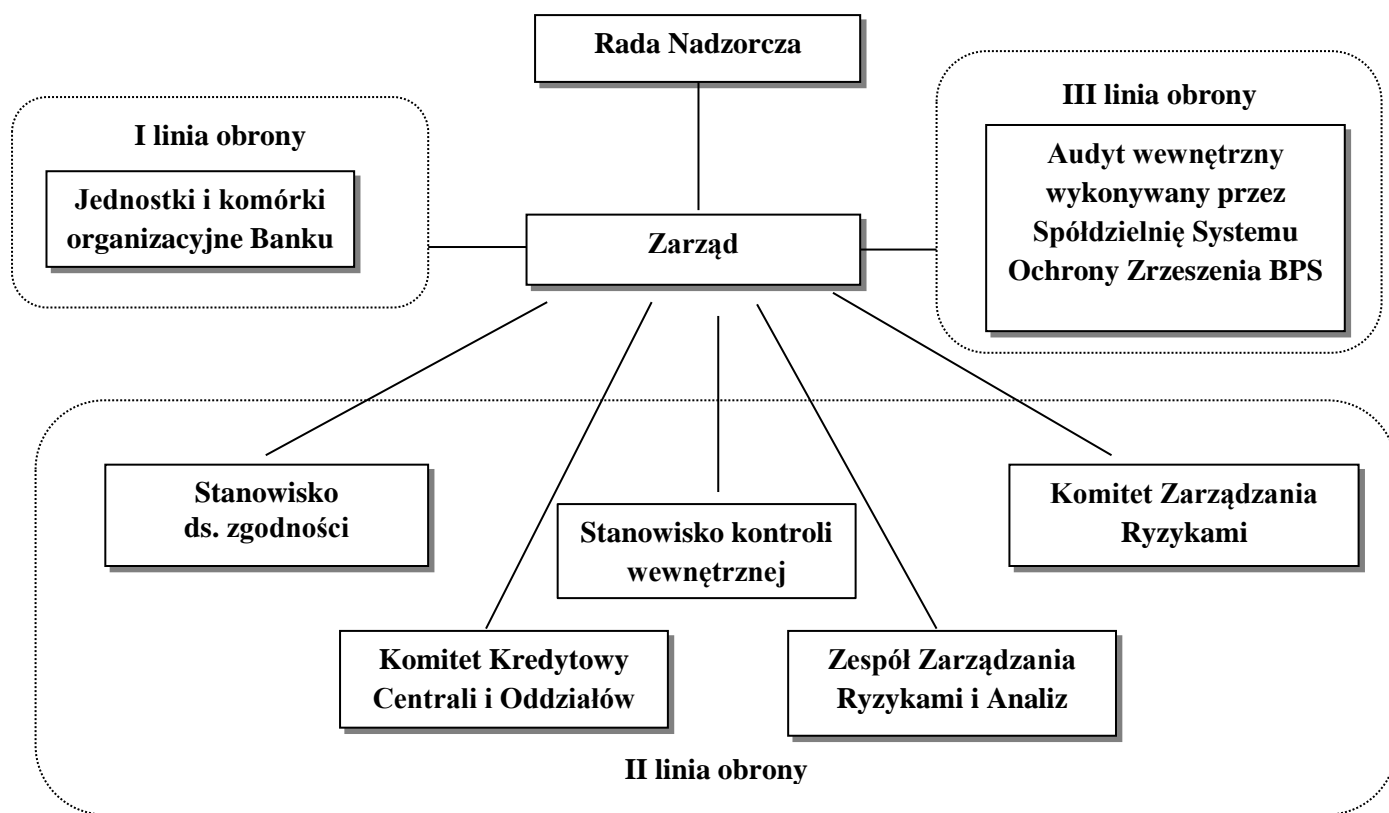 Rada Nadzorcza
I linia obrony
Jednostki i komórki
organizacyjne Banku
Zarząd
III linia obrony
Audyt wewnętrzny
wykonywany przez
Spółdzielnię Systemu
Ochrony Zrzeszenia BPS
Stanowisko
ds. zgodności
Stanowisko kontroli
wewnętrznej
Komitet Zarządzania
Ryzykami
Komitet Kredytowy
Centrali i Oddziałów
Zespół Zarządzania
Ryzykami i Analiz
II linia obrony